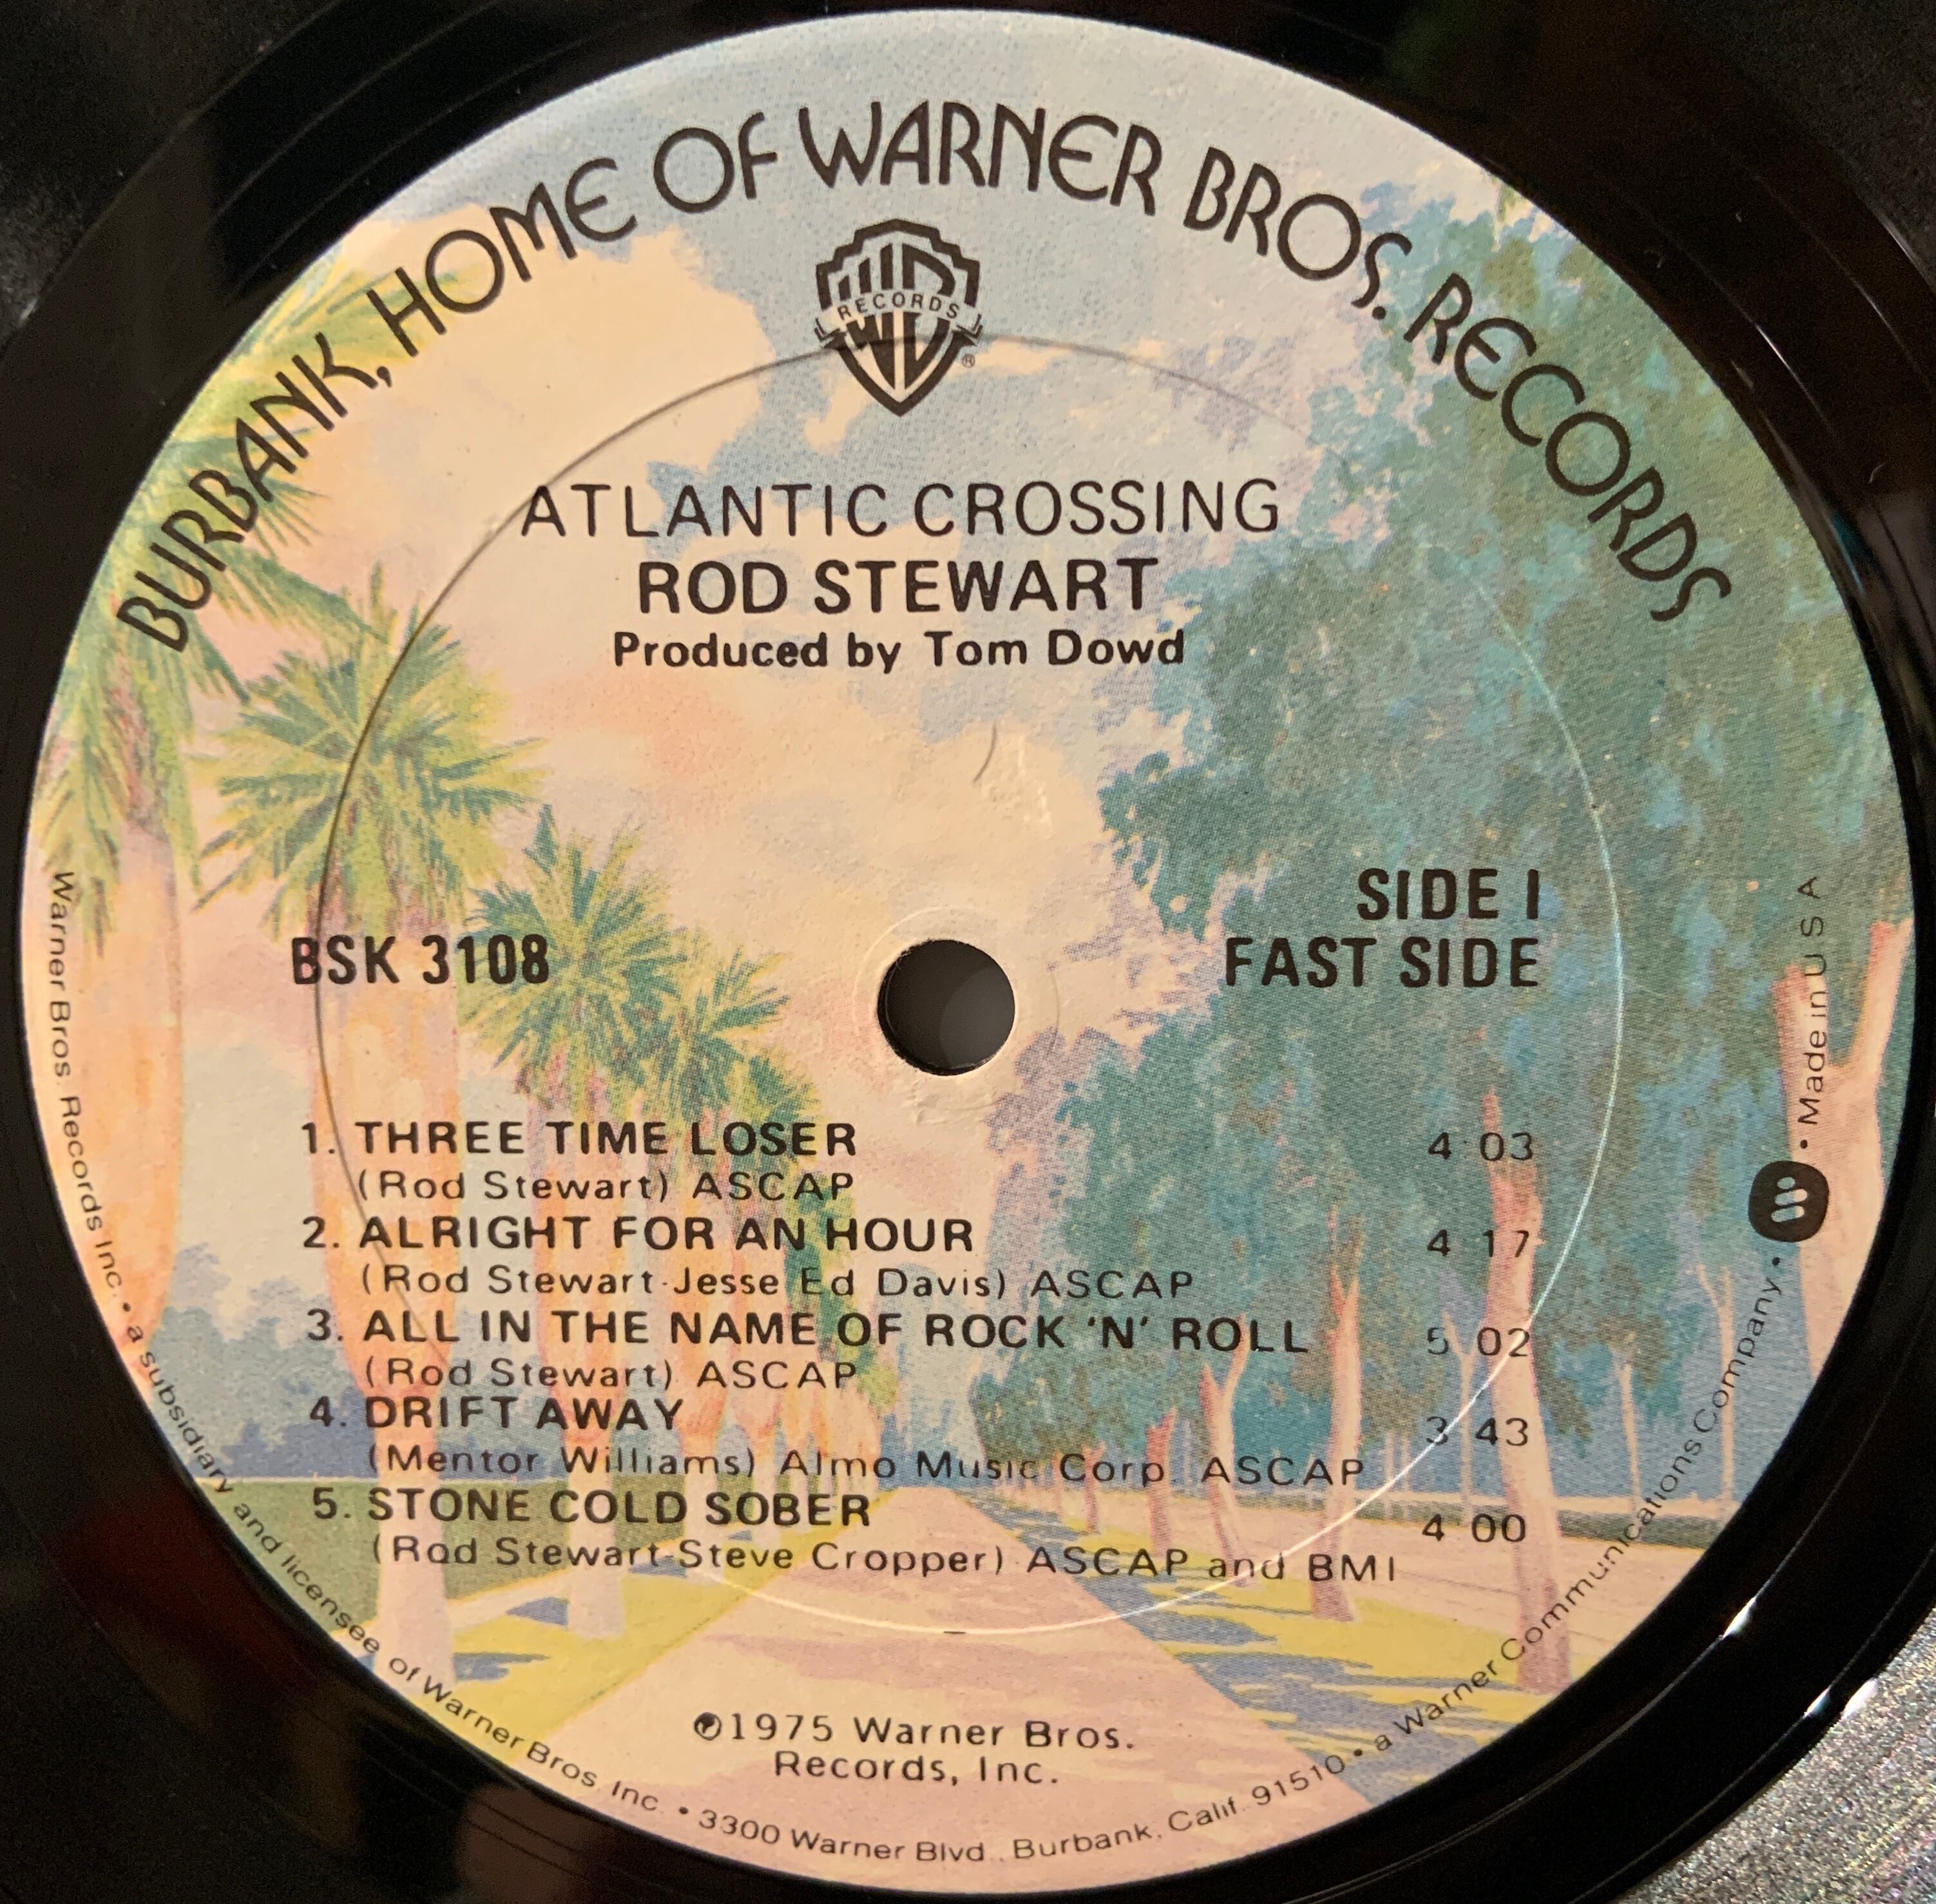 BURBANK, HOME OF WARNER BROS. RECORDS
RECORDS
®
ATLANTIC CROSSING
ROD STEWART
Produced by Tom Dowd
BSK 3108
SIDE I
FAST SIDE
1. THREE TIME LOSER 4 03
(Rod Stewart) ASCAP
2. ALRIGHT FOR AN HOUR 4 17
(Rod Stewart-Jesse Ed Davis) ASCAP
3. ALL IN THE NAME OF ROCK 'N' ROLL 5 02
(Rod Stewart) ASCAP
4. DRIFT AWAY 3 43
(Mentor Williams) Almo Music Corp. ASCAP
5. STONE COLD SOBER 4 00
(Rod Stewart-Steve Cropper) ASCAP and BMI
℗1975 Warner Bros.
Records, Inc.
Warner Bros. Records Inc. • a subsidiary and licensee of Warner Bros. Inc. • 3300 Warner Blvd., Burbank, Calif. 91510 • a Warner Communications Company • • Made in U S A